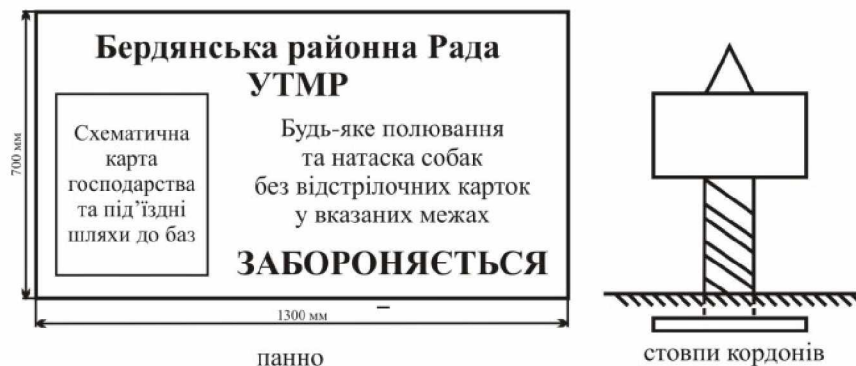 Бердянська районна Рада
УТМР
Схематична
карта
господарства
та під’їздні
шляхи до баз
Будь-яке полювання
та натаска собак
без відстрілочних карток
у вказаних межах
ЗАБОРОНЯЄТЬСЯ
700 мм
1300 мм
панно
стовпи кордонів